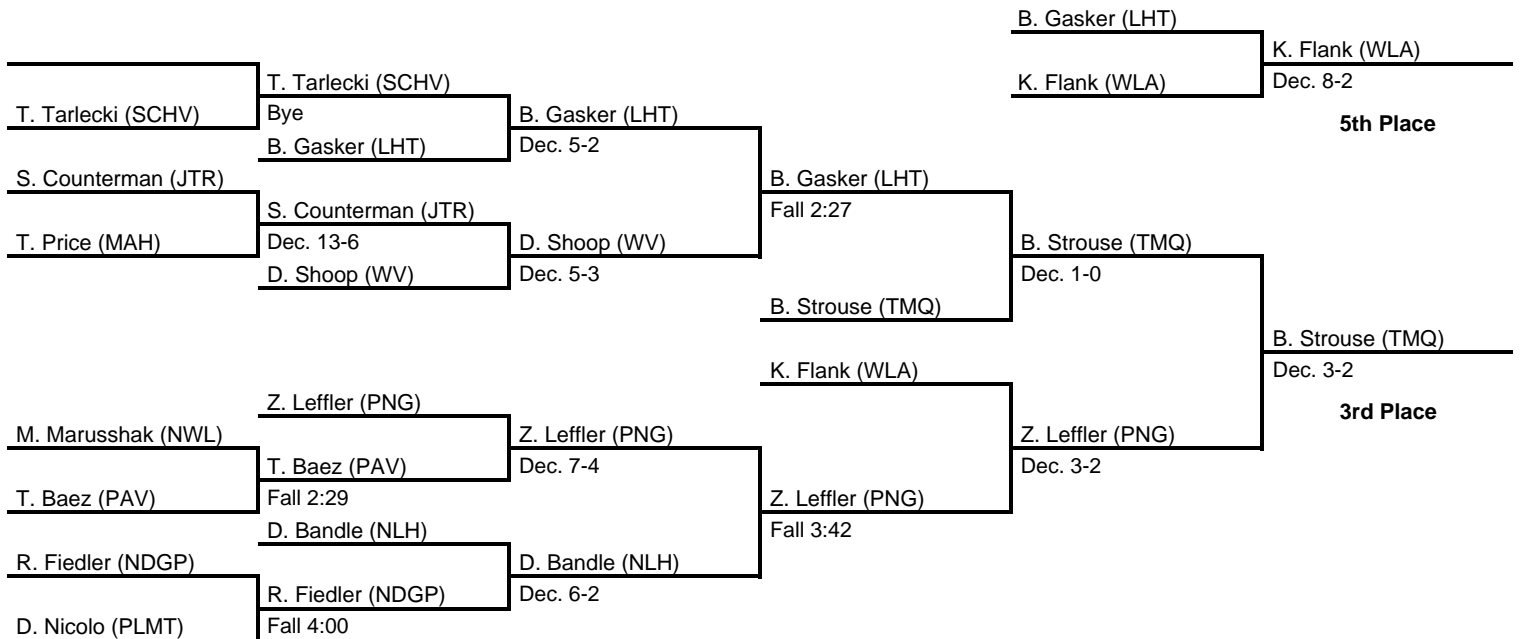 B. Gasker (LHT)
K. Flank (WLA)
T. Tarlecki (SCHV)
K. Flank (WLA)
Dec. 8-2
T. Tarlecki (SCHV)
Bye
B. Gasker (LHT)
5th Place
B. Gasker (LHT)
Dec. 5-2
S. Counterman (JTR)
B. Gasker (LHT)
S. Counterman (JTR)
Fall 2:27
T. Price (MAH)
Dec. 13-6
D. Shoop (WV)
B. Strouse (TMQ)
D. Shoop (WV)
Dec. 5-3
Dec. 1-0
B. Strouse (TMQ)
B. Strouse (TMQ)
K. Flank (WLA)
Dec. 3-2
Z. Leffler (PNG)
3rd Place
M. Marusshak (NWL)
Z. Leffler (PNG)
Z. Leffler (PNG)
T. Baez (PAV)
Dec. 7-4
Dec. 3-2
T. Baez (PAV)
Fall 2:29
Z. Leffler (PNG)
D. Bandle (NLH)
Fall 3:42
R. Fiedler (NDGP)
D. Bandle (NLH)
R. Fiedler (NDGP)
Dec. 6-2
D. Nicolo (PLMT)
Fall 4:00